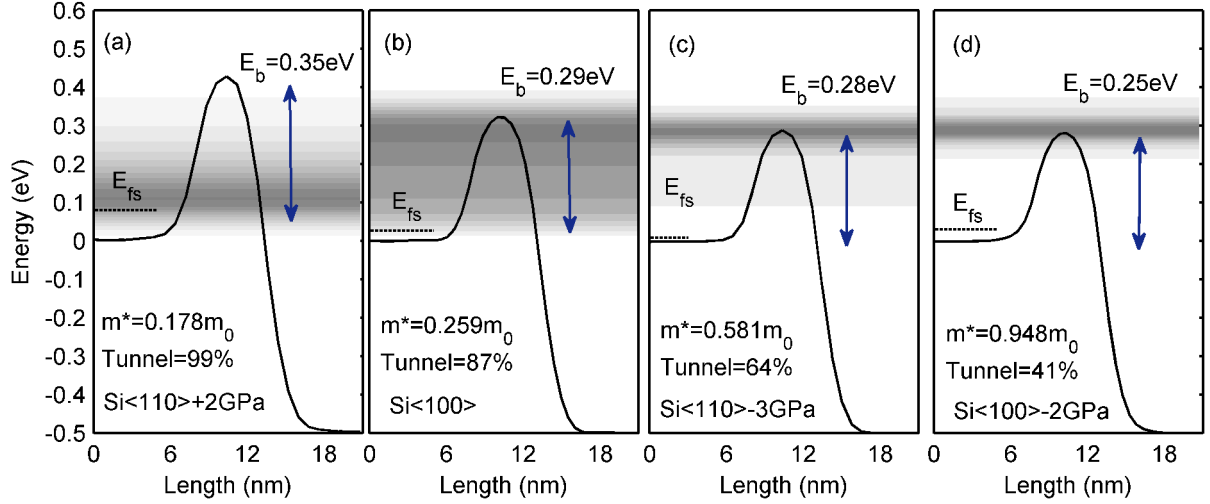 0.6
0.5
0.4
0.3
0.2
0.1
0
-0.1
-0.2
-0.3
-0.4
-0.5
Energy (eV)
(a)
E_b=0.35eV
E_fs
m*=0.178m_0
Tunnel=99%
Si<110>+2GPa
0 6 12 18
Length (nm)
(b)
E_b=0.29eV
E_fs
m*=0.259m_0
Tunnel=87%
Si<100>
0 6 12 18
Length (nm)
(c)
E_b=0.28eV
E_fs
m*=0.581m_0
Tunnel=64%
Si<110>-3GPa
0 6 12 18
Length (nm)
(d)
E_b=0.25eV
E_fs
m*=0.948m_0
Tunnel=41%
Si<100>-2GPa
0 6 12 18
Length (nm)